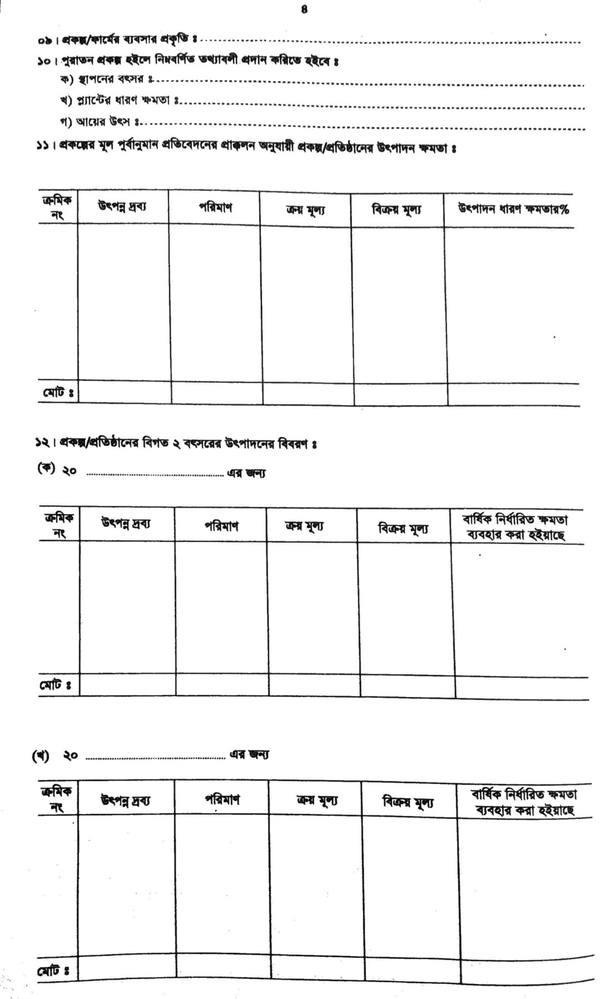 ৪
০৯। প্রকল্প/ফার্মের ব্যবসার প্রকৃতি ঃ ........................................................
১০। পুরাতন প্রকল্প হইলে নিম্নবর্ণিত তথ্যাবলী প্রদান করিতে হইবে ঃ
ক) স্থাপনের বৎসর ঃ........................................................
খ) প্ল্যান্টের ধারণ ক্ষমতা ঃ........................................................
গ) আয়ের উৎস ঃ........................................................
১১। প্রকল্পের মূল পূর্বানুমান প্রতিবেদনের প্রাক্কলন অনুযায়ী প্রকল্প/প্রতিষ্ঠানের উৎপাদন ক্ষমতা ঃ
ক্রমিক নং উৎপন্ন দ্রব্য পরিমাণ ক্রয় মূল্য বিক্রয় মূল্য উৎপাদন ধারণ ক্ষমতার%
মোট ঃ
১২। প্রকল্প/প্রতিষ্ঠানের বিগত ২ বৎসরের উৎপাদনের বিবরণ ঃ
(ক) ২০ ................................................ এর জন্য
ক্রমিক নং উৎপন্ন দ্রব্য পরিমাণ ক্রয় মূল্য বিক্রয় মূল্য বার্ষিক নির্ধারিত ক্ষমতা
ব্যবহার করা হইয়াছে
মোট ঃ
(খ) ২০ ................................................ এর জন্য
ক্রমিক নং উৎপন্ন দ্রব্য পরিমাণ ক্রয় মূল্য বিক্রয় মূল্য বার্ষিক নির্ধারিত ক্ষমতা
ব্যবহার করা হইয়াছে
মোট ঃ